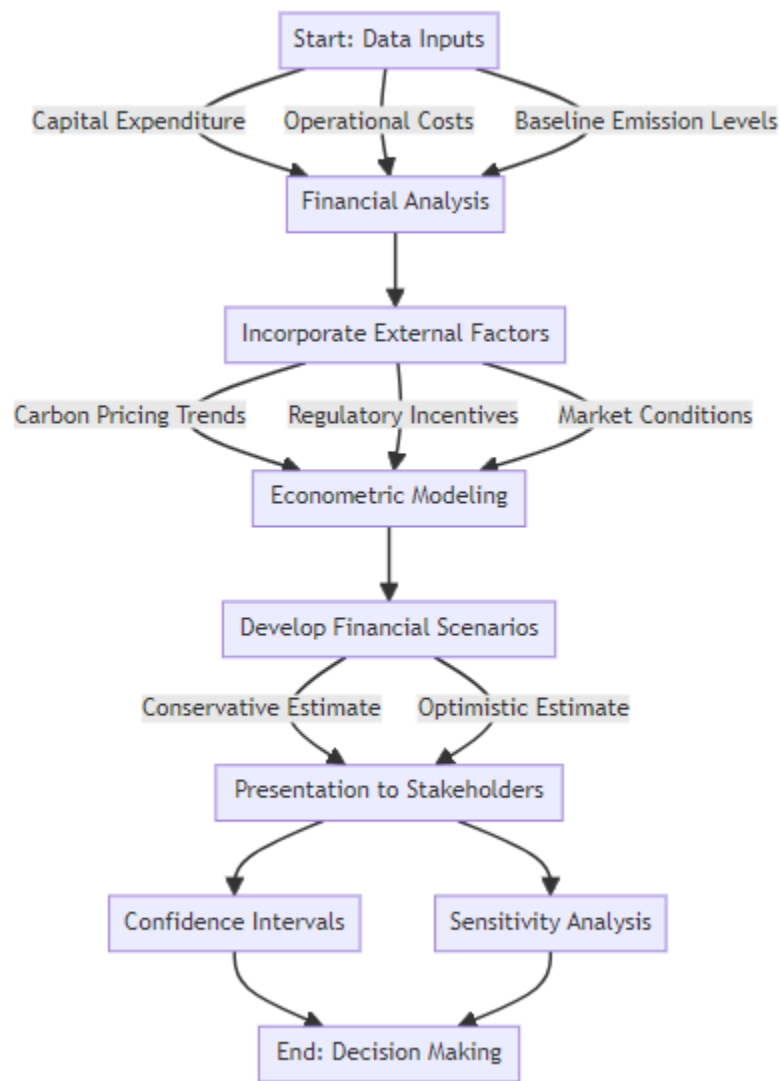 Start: Data Inputs
Capital Expenditure
Operational Costs
Baseline Emission Levels
Financial Analysis
Incorporate External Factors
Carbon Pricing Trends
Regulatory Incentives
Market Conditions
Econometric Modeling
Develop Financial Scenarios
Conservative Estimate
Optimistic Estimate
Presentation to Stakeholders
Confidence Intervals
Sensitivity Analysis
End: Decision Making